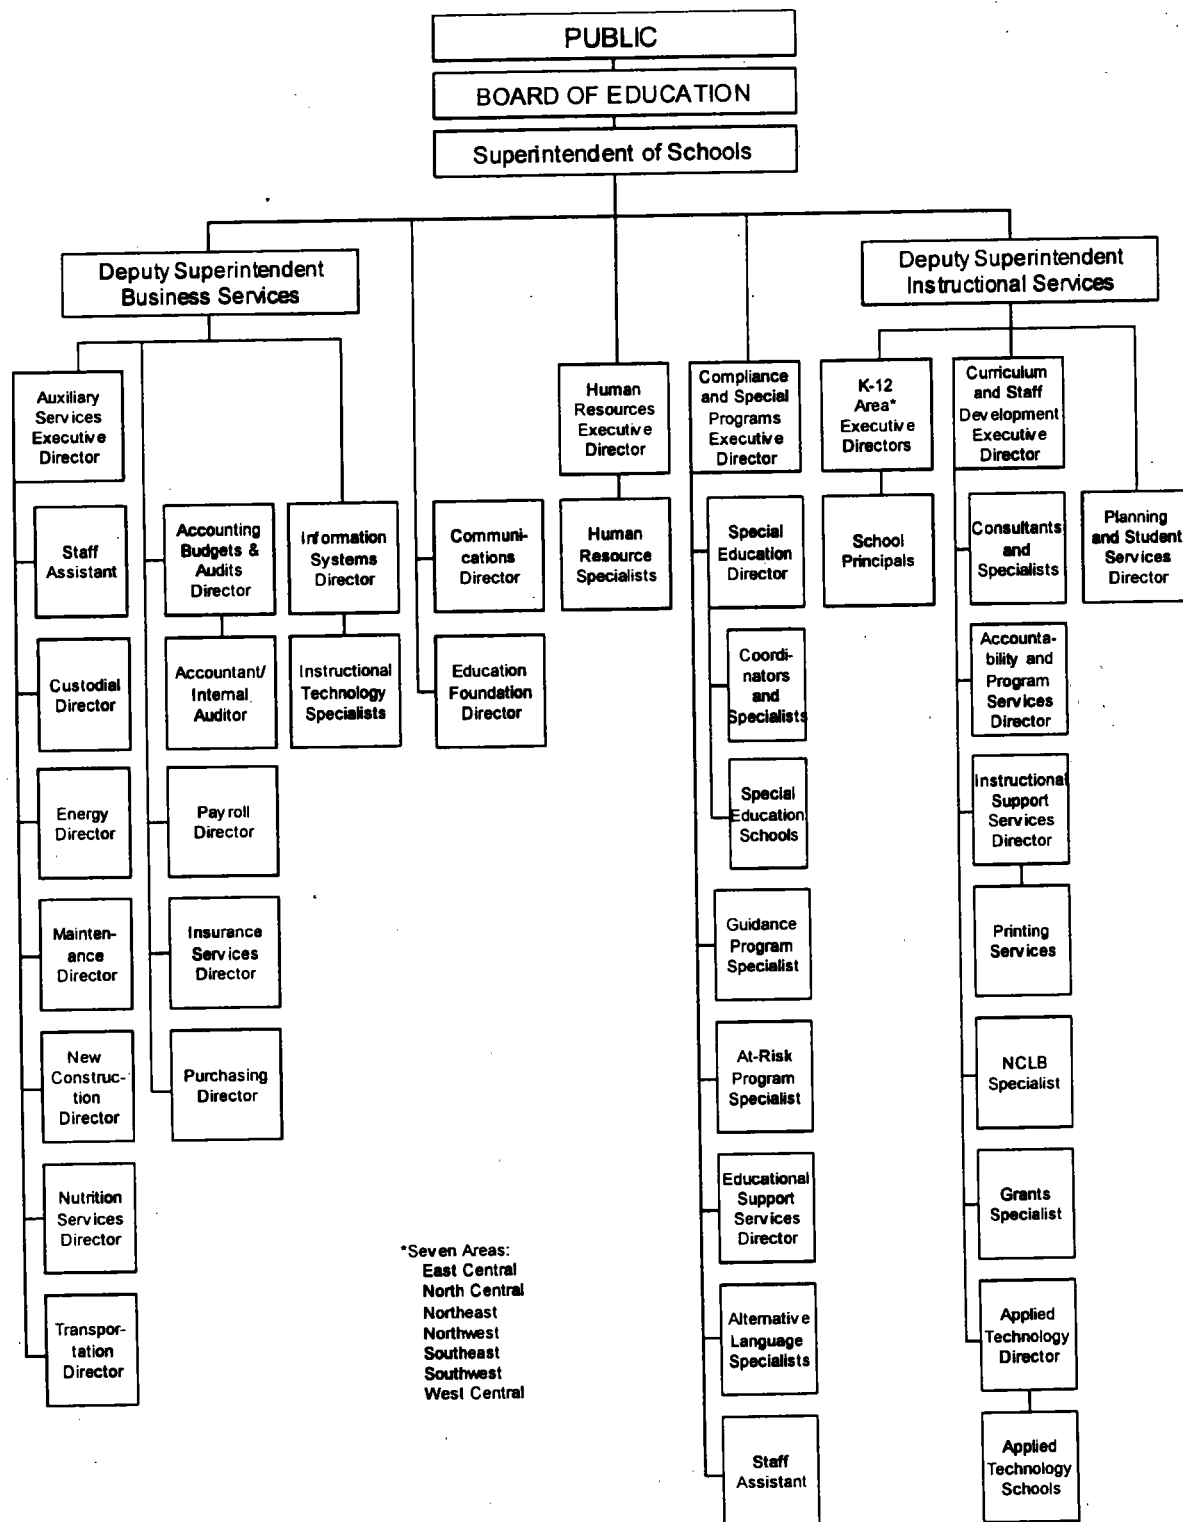 PUBLIC
BOARD OF EDUCATION
Superintendent of Schools
Deputy Superintendent
Business Services
Deputy Superintendent
Instructional Services
Auxiliary
Services
Executive
Director
Human
Resources
Executive
Director
Compliance
and Special
Programs
Executive
Director
K-12
Area*
Executive
Directors
Curriculum
and Staff
Development
Executive
Director
Staff
Assistant
Accounting
Budgets &
Audits
Director
Information
Systems
Director
Communi-
cations
Director
Human
Resource
Specialists
Special
Education
Director
School
Principals
Consultants
and
Specialists
Planning
and Student
Services
Director
Custodial
Director
Accountant/
Internal
Auditor
Instructional
Technology
Specialists
Education
Foundation
Director
Coordi-
nators
and
Specialists
Accounta-
bility and
Program
Services
Director
Energy
Director
Payroll
Director
Special
Education
Schools
Instructional
Support
Services
Director
Mainten-
ance
Director
Insurance
Services
Director
Guidance
Program
Specialist
Printing
Services
New
Construc-
tion
Director
Purchasing
Director
At-Risk
Program
Specialist
NCLB
Specialist
Nutrition
Services
Director
Educational
Support
Services
Director
Grants
Specialist
*Seven Areas:
East Central
North Central
Northeast
Northwest
Southeast
Southwest
West Central
Transpor-
tation
Director
Alternative
Language
Specialists
Applied
Technology
Director
Staff
Assistant
Applied
Technology
Schools